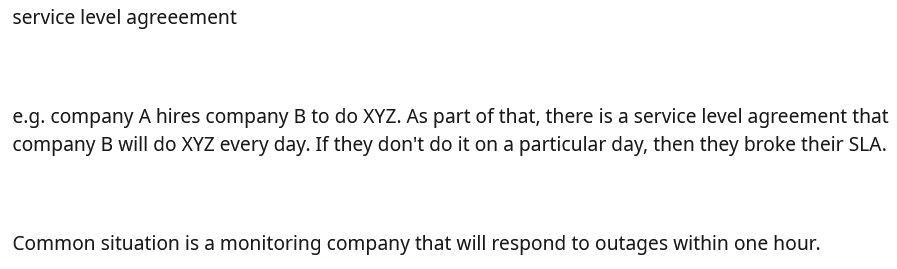 service level agreeement
e.g. company A hires company B to do XYZ. As part of that, there is a service level agreement that
company B will do XYZ every day. If they don't do it on a particular day, then they broke their SLA.
Common situation is a monitoring company that will respond to outages within one hour.